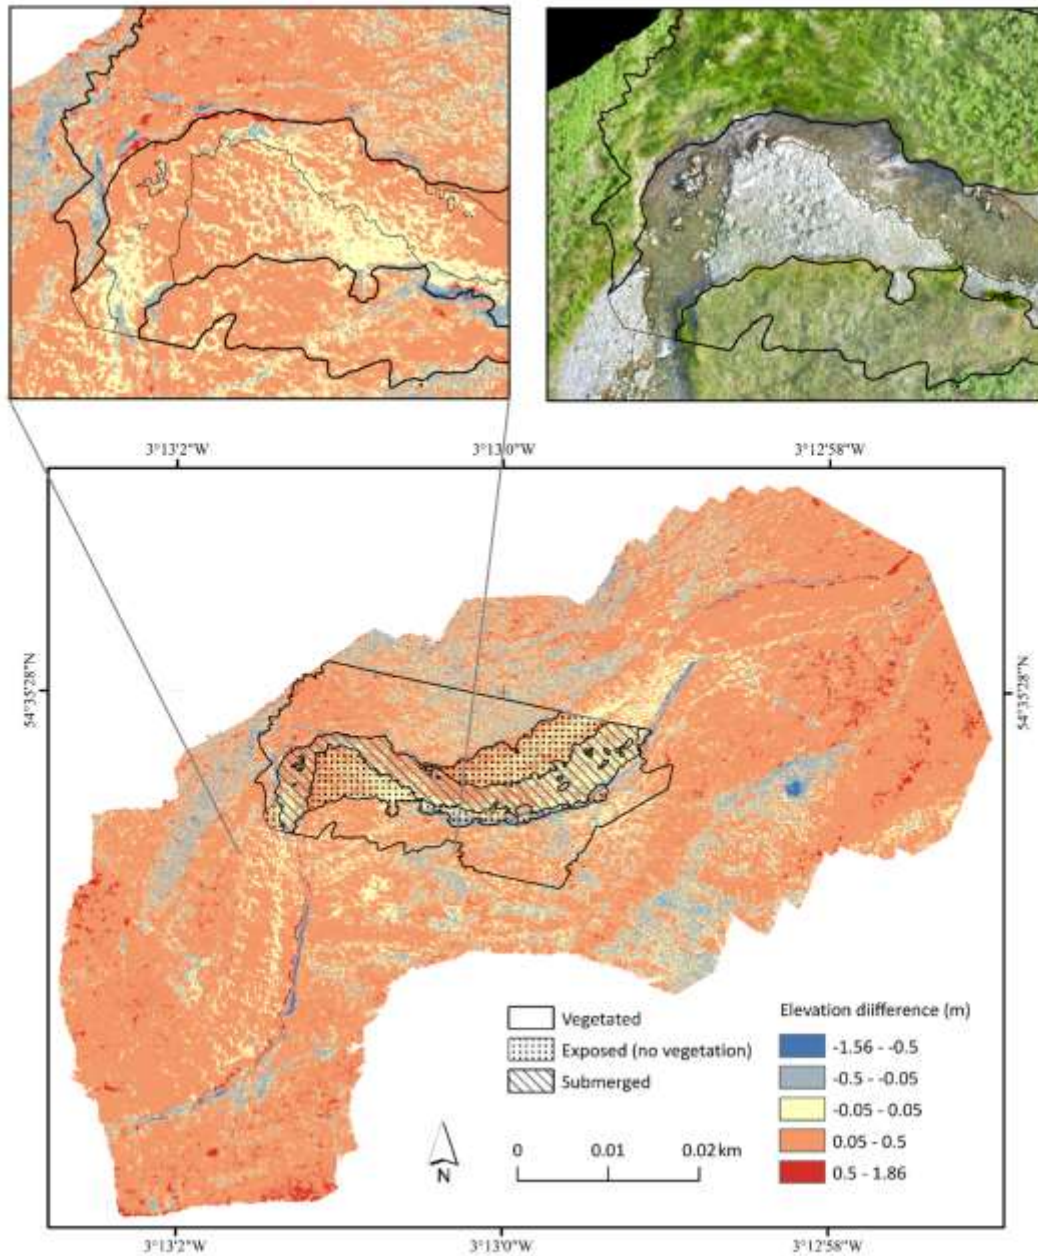 3°13'2"W 3°13'0"W 3°12'58"W
54°35'28"N 54°35'28"N
Vegetated
Exposed (no vegetation)
Submerged
Elevation diifference (m)
-1.56 - -0.5
-0.5 - -0.05
-0.05 - 0.05
0.05 - 0.5
0.5 - 1.86
N
0 0.01 0.02 km
3°13'2"W 3°13'0"W 3°12'58"W